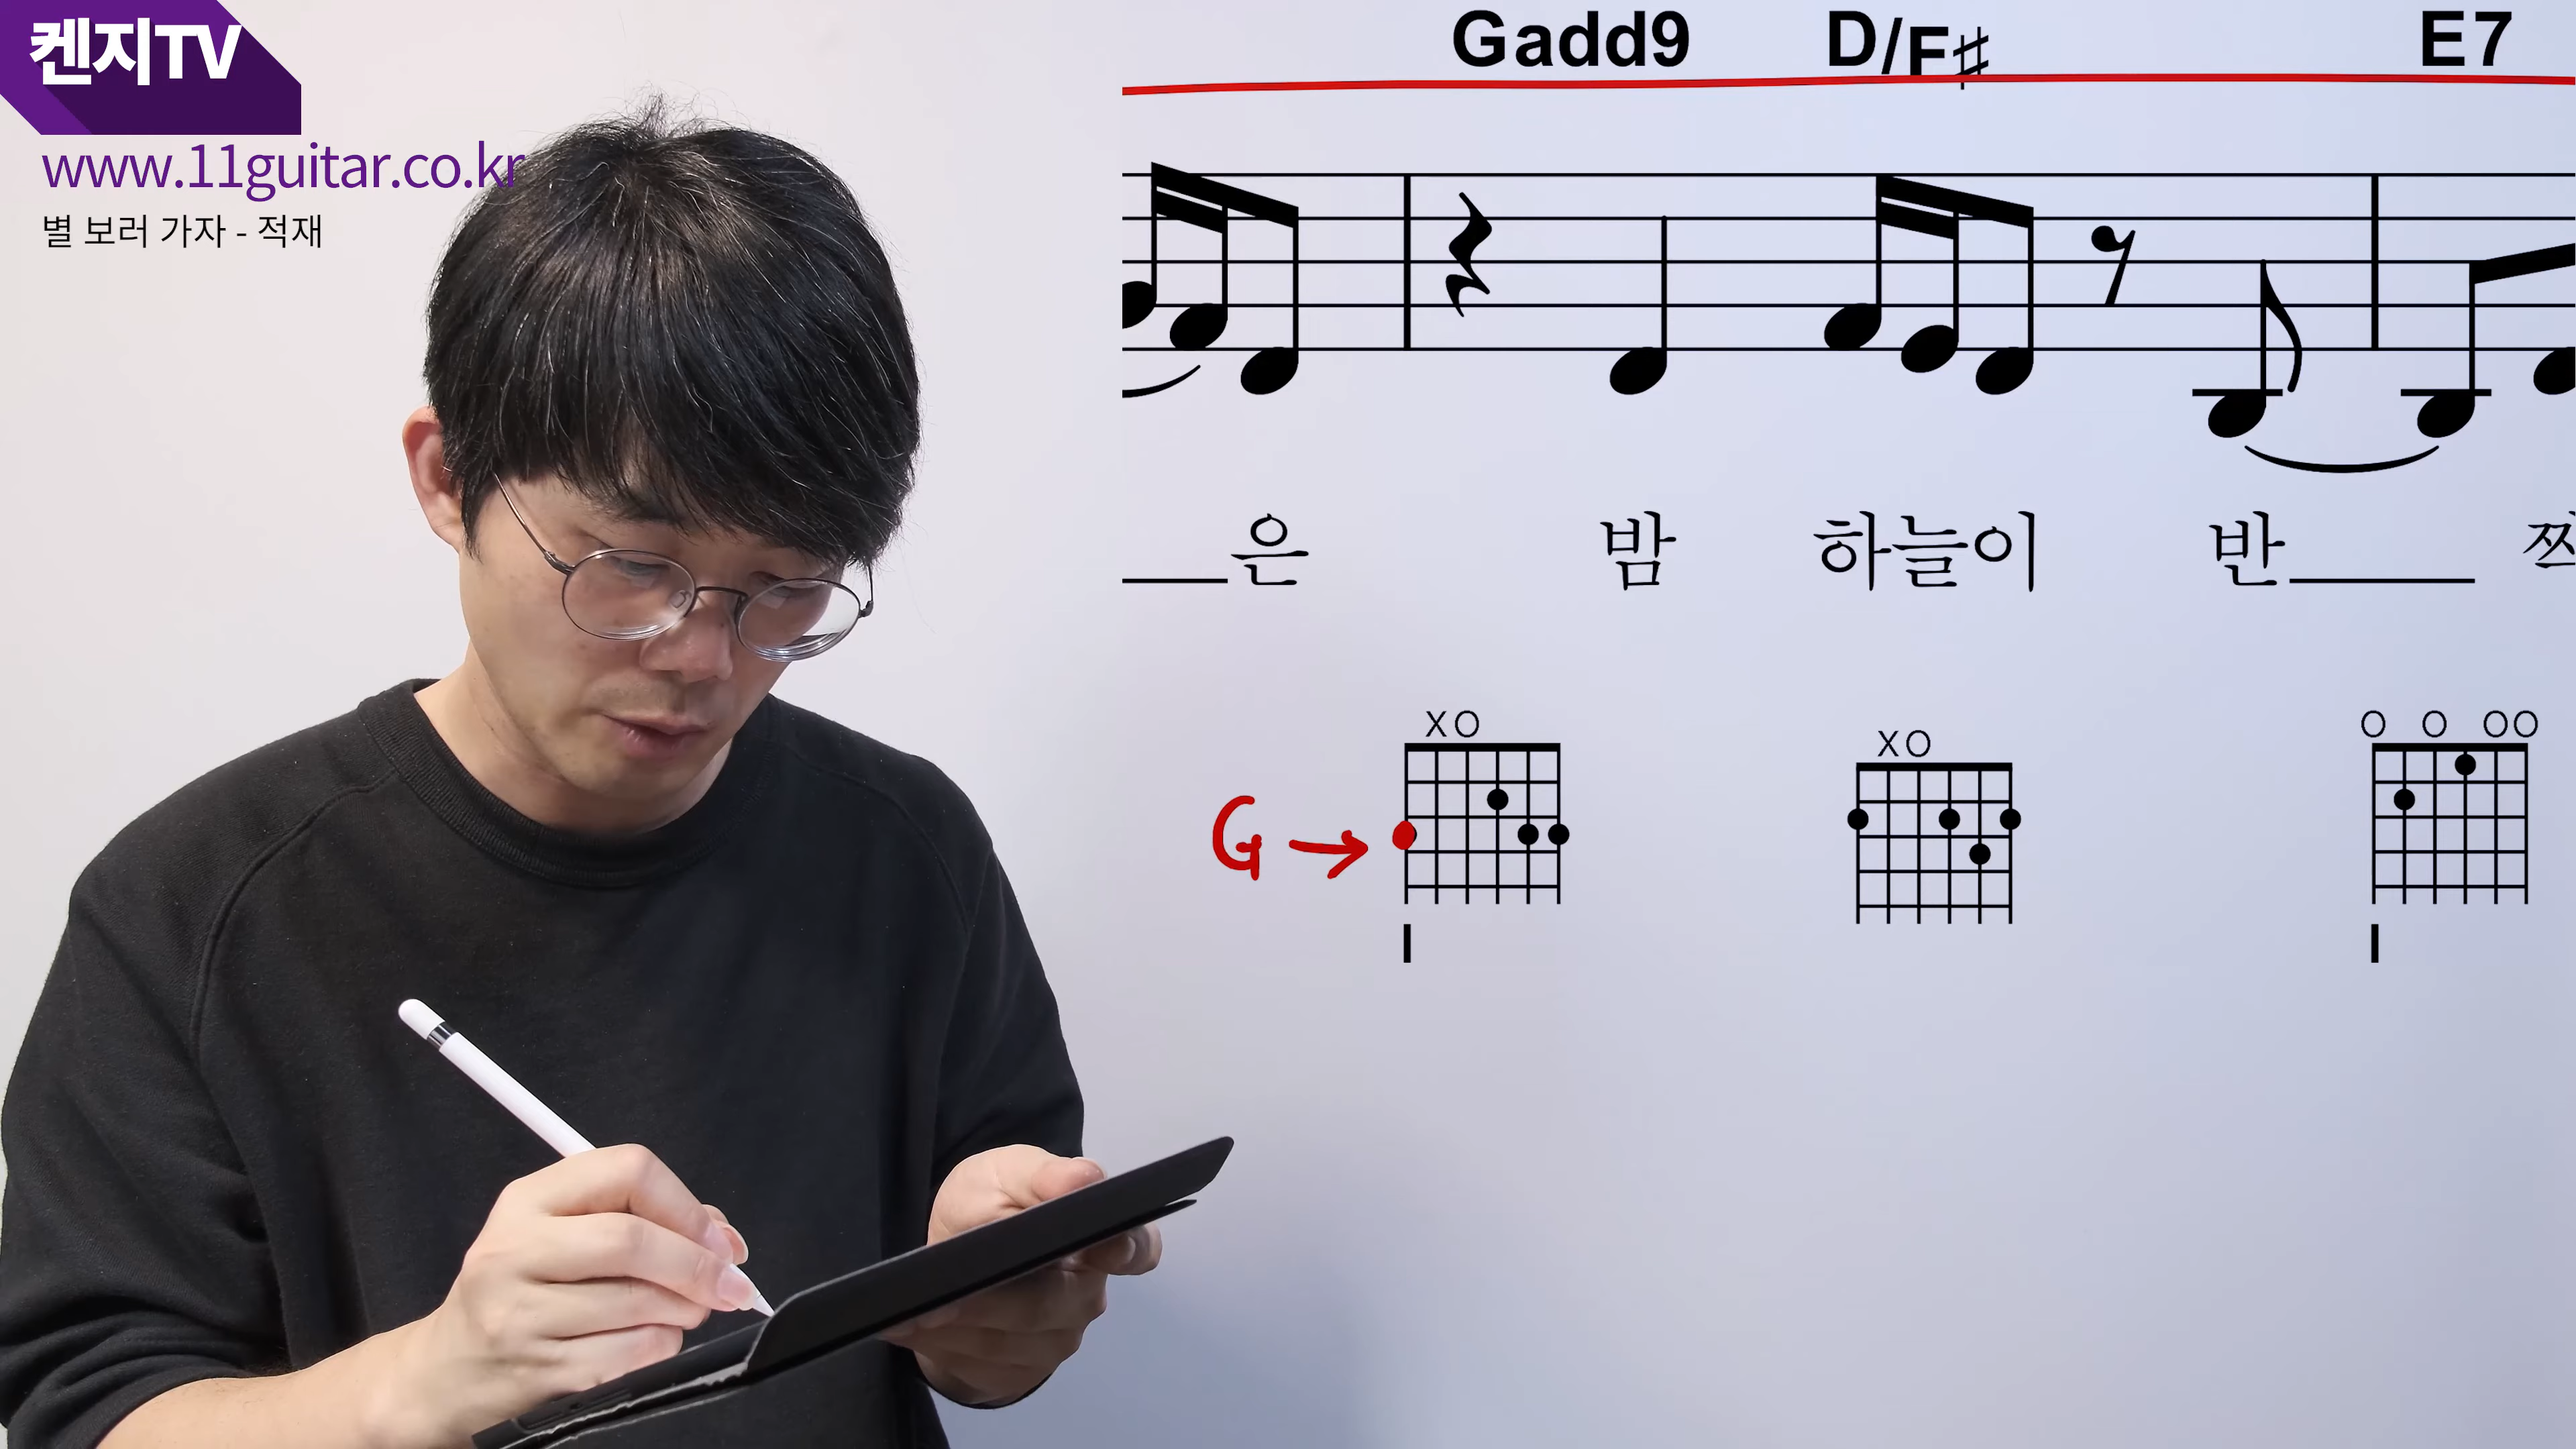 켄지TV
www.11guitar.co.kr
별 보러 가자 - 적재
Gadd9 D/F♯ E7
은 밤 하늘이 반
XO XO O O OO
G →